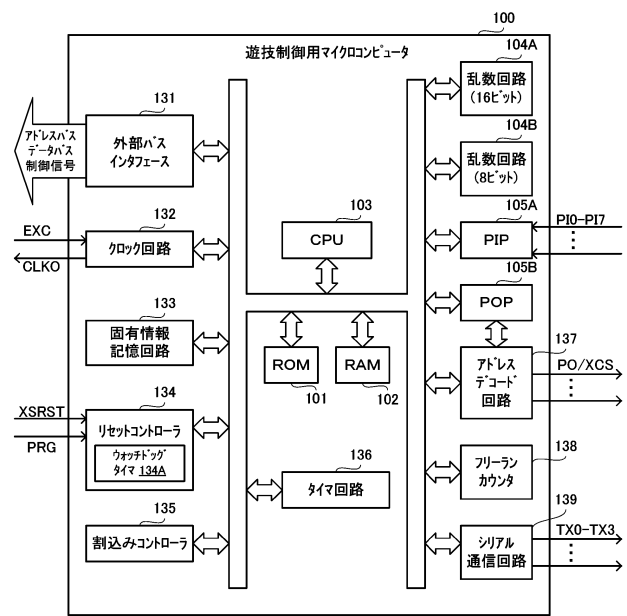 100
遊技制御用マイクロコンピュータ
131
外部バス
インタフェース
アドレスバス
データバス
制御信号
132
クロック回路
EXC
CLKO
133
固有情報
記憶回路
134
リセットコントローラ
ウォッチドッグ
タイマ 134A
XSRST
PRG
135
割込みコントローラ
103
CPU
ROM
101
RAM
102
136
タイマ回路
104A
乱数回路
(16ビット)
104B
乱数回路
(8ビット)
105A
PIP
PI0-PI7
105B
POP
137
アドレス
デコード
回路
PO/XCS
138
フリーラン
カウンタ
139
シリアル
通信回路
TX0-TX3